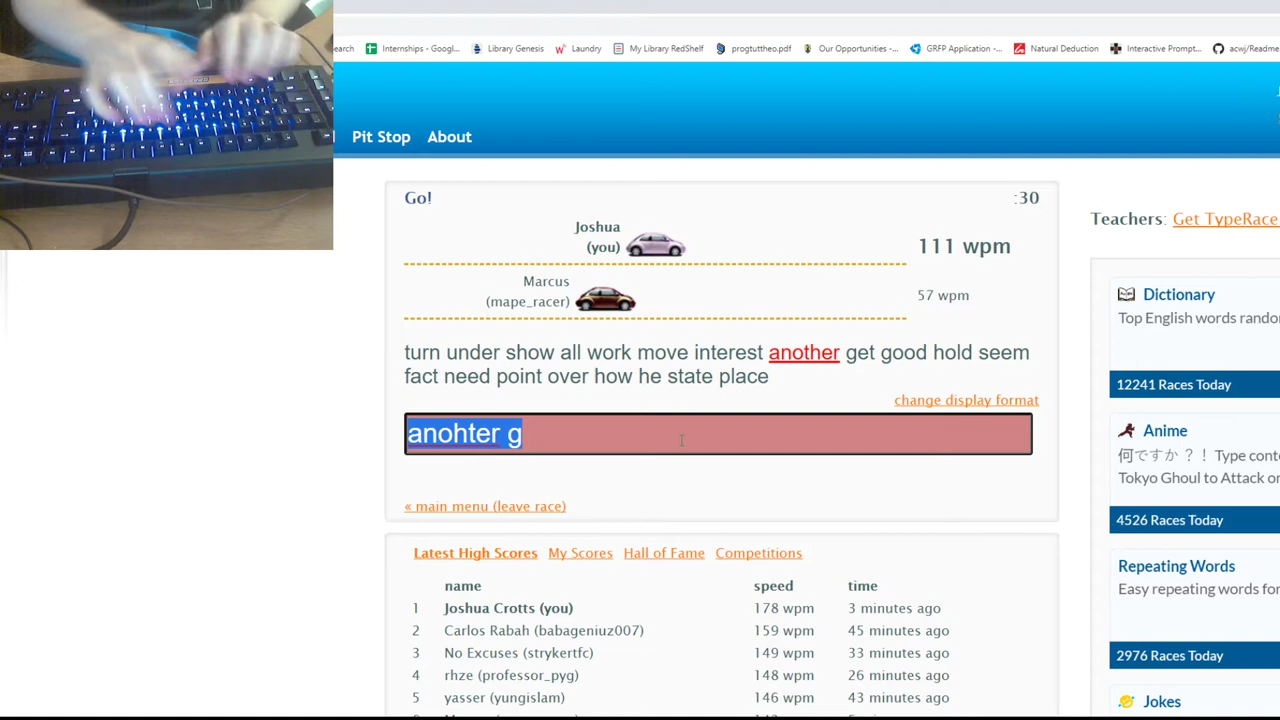 earch Internships - Googl... Library Genesis Laundry My Library RedShelf progtuttheo.pdf Our Opportunities -... GRFP Application -... Natural Deduction Interactive Prompt... acwj/Readme
Pit Stop About
Go! :30
Joshua
(you) 111 wpm
Marcus
(mape_racer) 57 wpm
turn under show all work move interest another get good hold seem
fact need point over how he state place
change display format
anohter g
« main menu (leave race)
Latest High Scores My Scores Hall of Fame Competitions
name speed time
1 Joshua Crotts (you) 178 wpm 3 minutes ago
2 Carlos Rabah (babageniuz007) 159 wpm 45 minutes ago
3 No Excuses (strykertfc) 149 wpm 33 minutes ago
4 rhze (professor_pyg) 148 wpm 26 minutes ago
5 yasser (yungislam) 146 wpm 43 minutes ago
Teachers: Get TypeRace
Dictionary
Top English words rando
12241 Races Today
Anime
何ですか？！ Type cont
Tokyo Ghoul to Attack o
4526 Races Today
Repeating Words
Easy repeating words fo
2976 Races Today
Jokes